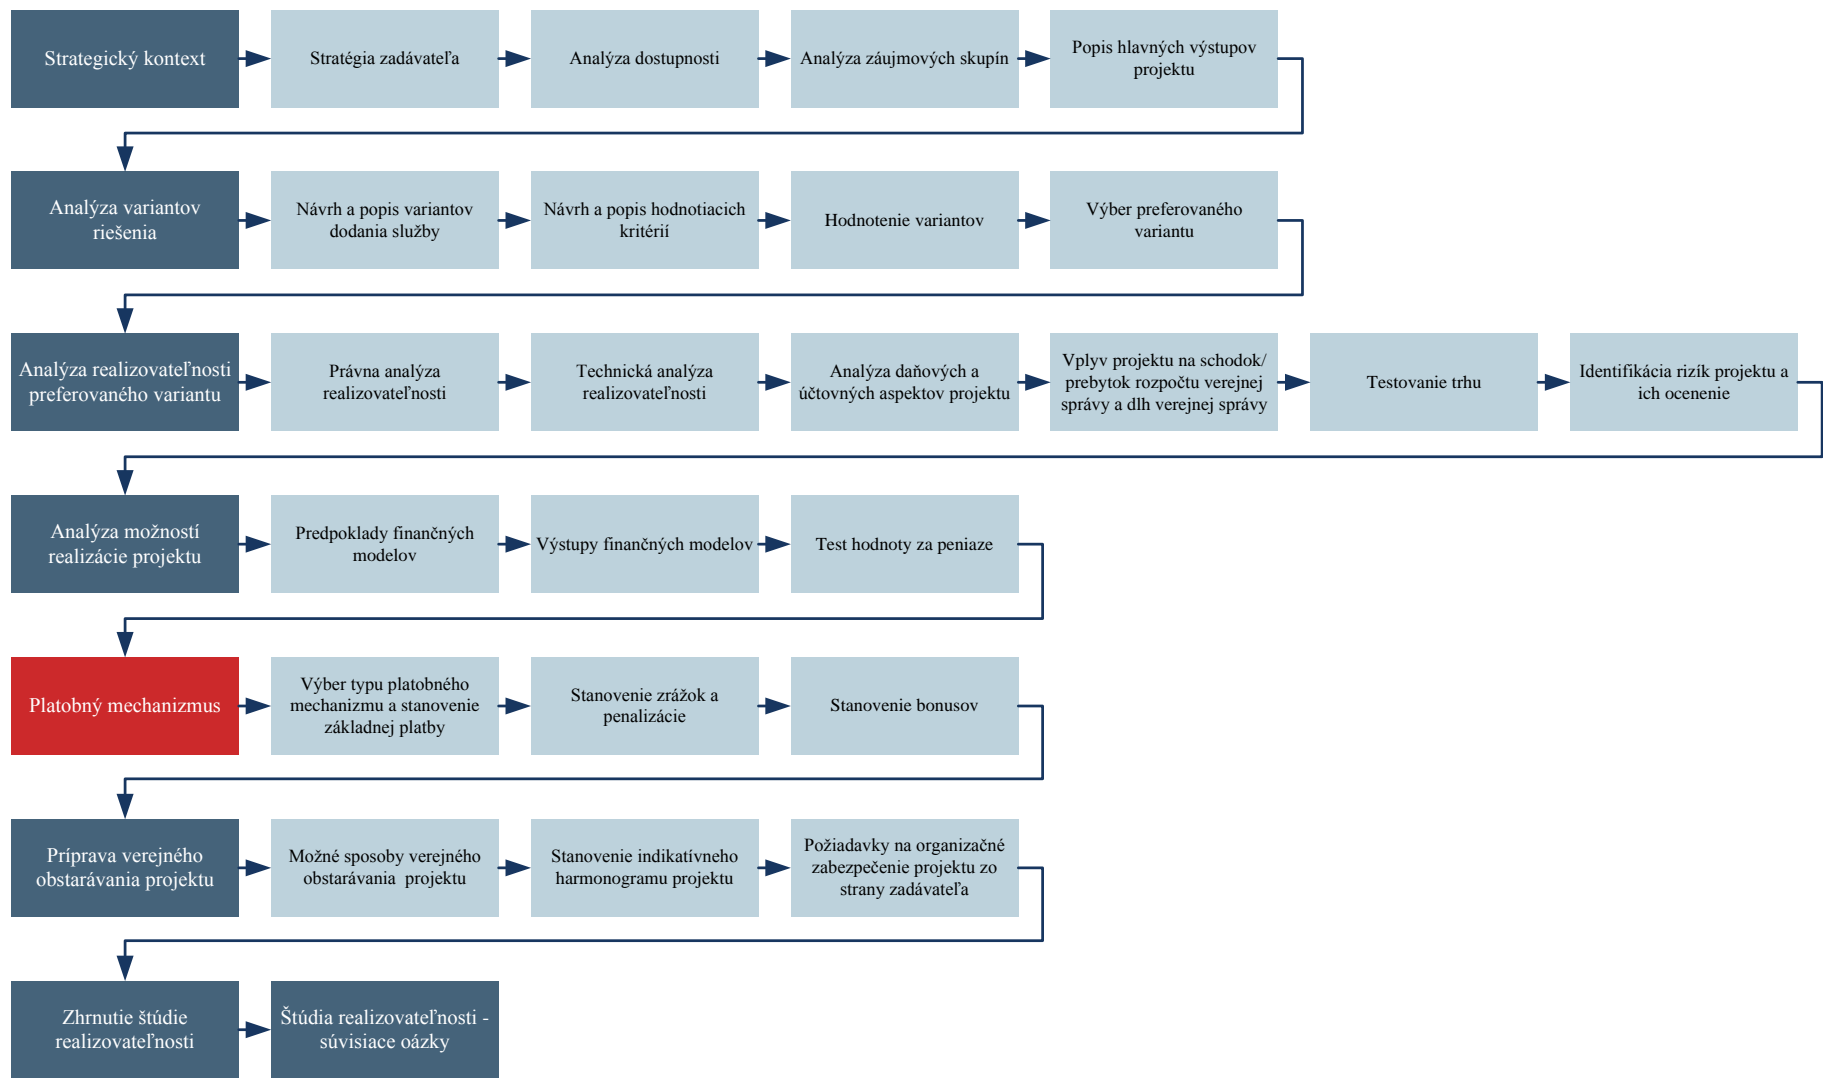 Strategický kontext
Stratégia zadávateľa
Analýza dostupnosti
Analýza záujmových skupín
Popis hlavných výstupov
projektu
Analýza variantov
riešenia
Návrh a popis variantov
dodania služby
Návrh a popis hodnotiacich
kritérií
Hodnotenie variantov
Výber preferovaného
variantu
Analýza realizovateľnosti
preferovaného variantu
Právna analýza
realizovateľnosti
Technická analýza
realizovateľnosti
Analýza daňových a
účtovných aspektov projektu
Vplyv projektu na schodok/
prebytok rozpočtu verejnej
správy a dlh verejnej správy
Testovanie trhu
Identifikácia rizík projektu a
ich ocenenie
Analýza možností
realizácie projektu
Predpoklady finančných
modelov
Výstupy finančných modelov
Test hodnoty za peniaze
Platobný mechanizmus
Výber typu platobného
mechanizmu a stanovenie
základnej platby
Stanovenie zrážok a
penalizácie
Stanovenie bonusov
Príprava verejného
obstarávania projektu
Možné sposoby verejného
obstarávania projektu
Stanovenie indikatívneho
harmonogramu projektu
Požiadavky na organizačné
zabezpečenie projektu zo
strany zadávateľa
Zhrnutie štúdie
realizovateľnosti
Štúdia realizovateľnosti -
súvisiace oázky